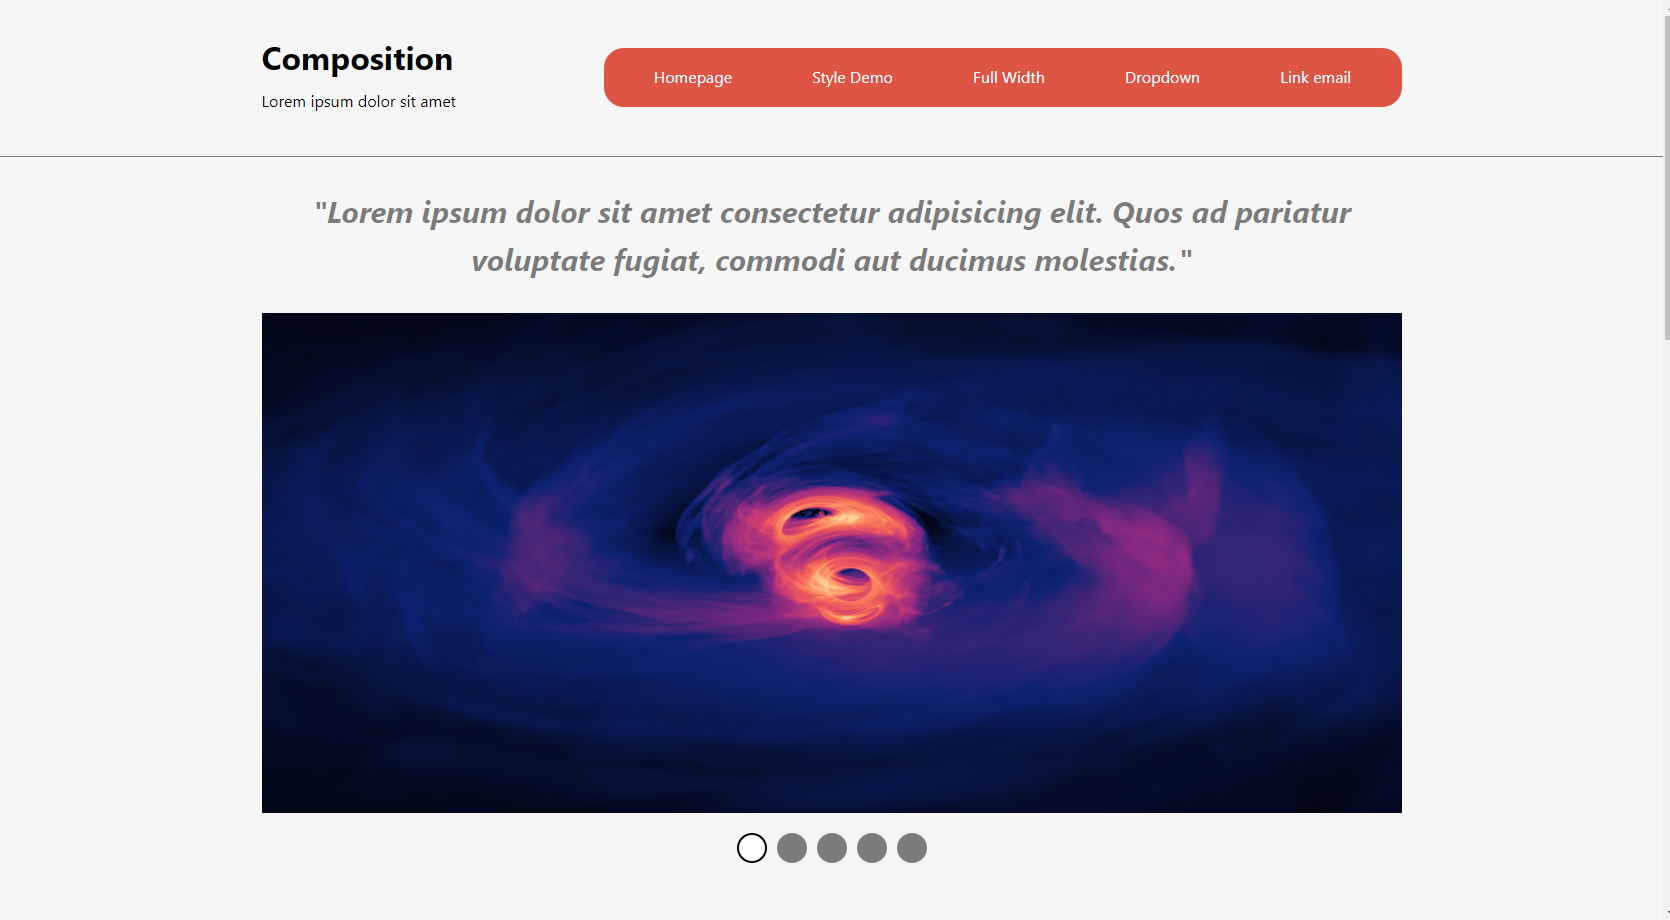 Composition
Lorem ipsum dolor sit amet
Homepage Style Demo Full Width Dropdown Link email
"Lorem ipsum dolor sit amet consectetur adipisicing elit. Quos ad pariatur
voluptate fugiat, commodi aut ducimus molestias."